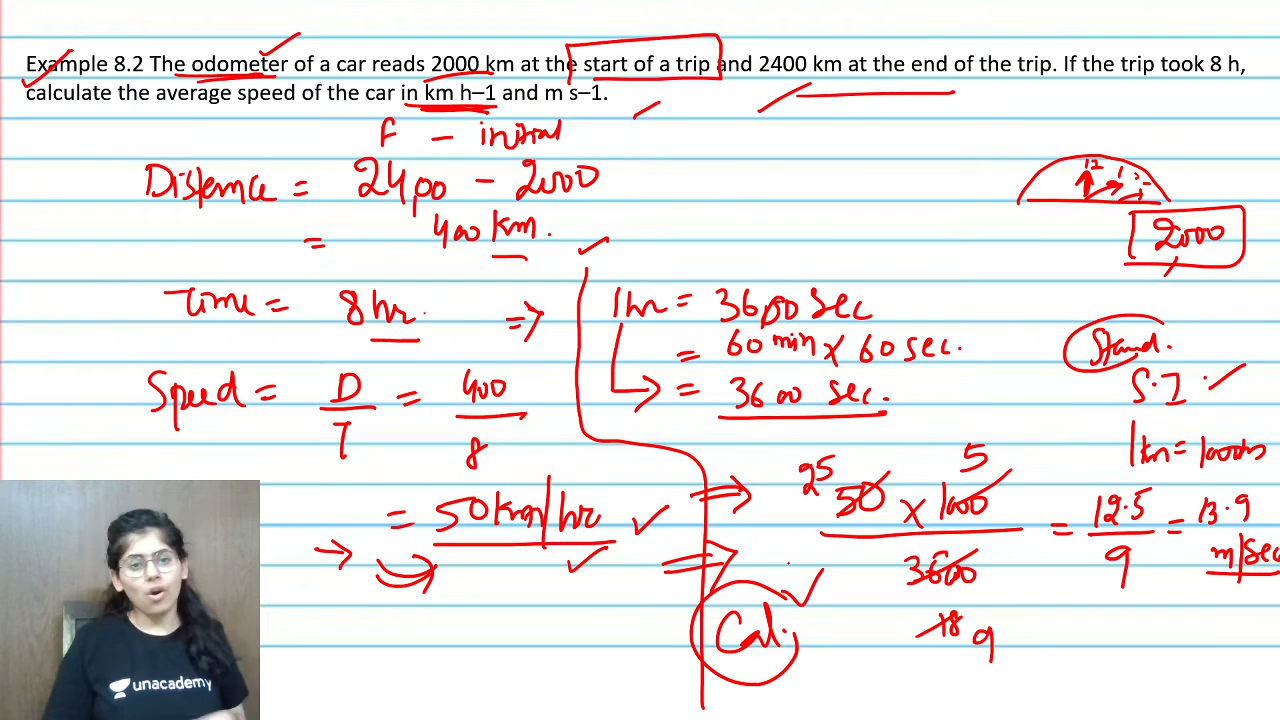 Example 8.2 The odometer of a car reads 2000 km at the start of a trip and 2400 km at the end of the trip. If the trip took 8 h,
calculate the average speed of the car in km h–1 and m s–1.
F – initial
Distance = 2400 – 2000
= 400 km.
12 1 2
2000
Time = 8 hr. ⇒
1hr = 3600 sec
= 60 min x 60 sec.
= 3600 sec.
Stand.
S.I
1km = 1000m
Speed = D/T = 400/8
= 50 km/hr
⇒ 25 50 x 1000 5
3600
18 9
= 12.5/9 = 13.9 m/sec
Cal.
unacademy